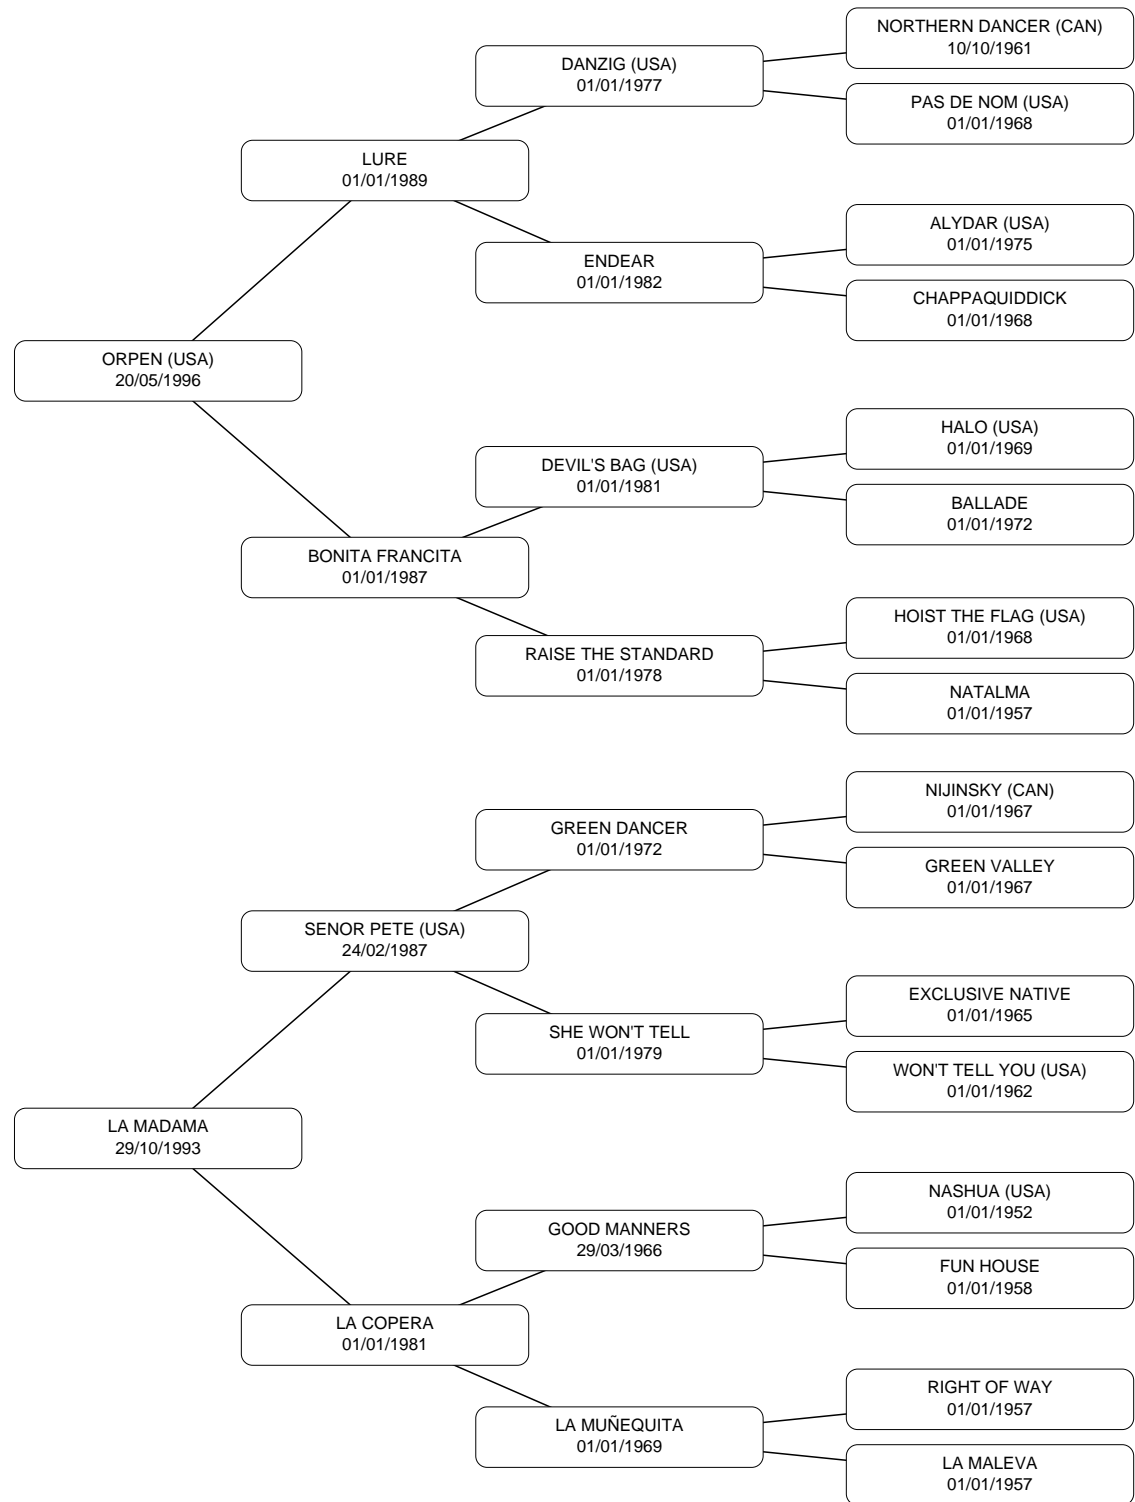 NORTHERN DANCER (CAN)
10/10/1961
DANZIG (USA)
01/01/1977
PAS DE NOM (USA)
01/01/1968
LURE
01/01/1989
ALYDAR (USA)
01/01/1975
ENDEAR
01/01/1982
CHAPPAQUIDDICK
01/01/1968
ORPEN (USA)
20/05/1996
HALO (USA)
01/01/1969
DEVIL'S BAG (USA)
01/01/1981
BALLADE
01/01/1972
BONITA FRANCITA
01/01/1987
HOIST THE FLAG (USA)
01/01/1968
RAISE THE STANDARD
01/01/1978
NATALMA
01/01/1957
NIJINSKY (CAN)
01/01/1967
GREEN DANCER
01/01/1972
GREEN VALLEY
01/01/1967
SENOR PETE (USA)
24/02/1987
EXCLUSIVE NATIVE
01/01/1965
SHE WON'T TELL
01/01/1979
WON'T TELL YOU (USA)
01/01/1962
LA MADAMA
29/10/1993
NASHUA (USA)
01/01/1952
GOOD MANNERS
29/03/1966
FUN HOUSE
01/01/1958
LA COPERA
01/01/1981
RIGHT OF WAY
01/01/1957
LA MUÑEQUITA
01/01/1969
LA MALEVA
01/01/1957